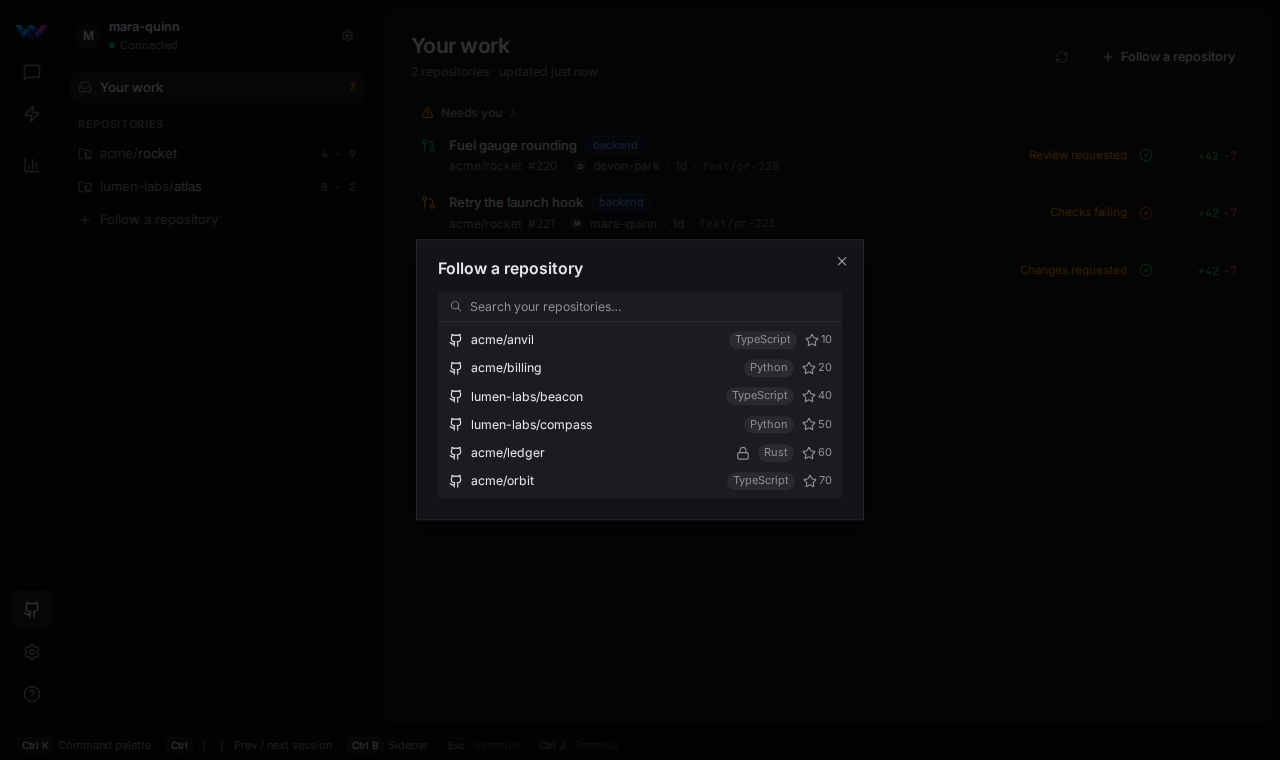 M mara-quinn
Connected
Your work 3
REPOSITORIES
acme/rocket 4 · 9
lumen-labs/atlas 0 · 2
Follow a repository
Your work
2 repositories · updated just now
Follow a repository
Needs you 3
Fuel gauge rounding backend
acme/rocket #220 · D devon-park · 1d · feat/pr-220
Review requested +42 -7
Retry the launch hook backend
acme/rocket #221 · M mara-quinn · 1d · feat/pr-221
Checks failing +42 -7
Changes requested +42 -7
Follow a repository
Search your repositories...
acme/anvil TypeScript 10
acme/billing Python 20
lumen-labs/beacon TypeScript 40
lumen-labs/compass Python 50
acme/ledger Rust 60
acme/orbit TypeScript 70
Ctrl K Command palette Ctrl [ ] Prev / next session Ctrl B Sidebar Esc Interrupt Ctrl J Terminal